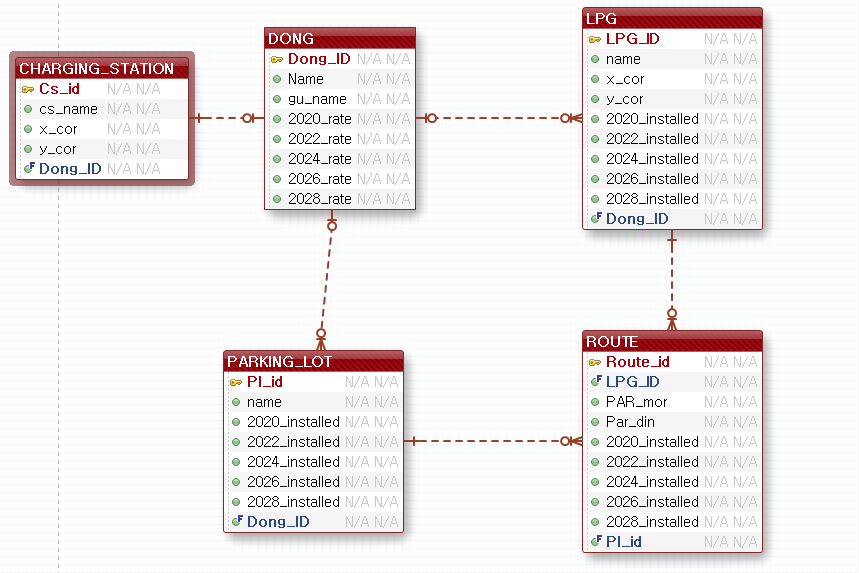 CHARGING_STATION
Cs_id N/A N/A
cs_name N/A N/A
x_cor N/A N/A
y_cor N/A N/A
Dong_ID N/A N/A
DONG
Dong_ID N/A N/A
Name N/A N/A
gu_name N/A N/A
2020_rate N/A N/A
2022_rate N/A N/A
2024_rate N/A N/A
2026_rate N/A N/A
2028_rate N/A N/A
LPG
LPG_ID N/A N/A
name N/A N/A
x_cor N/A N/A
y_cor N/A N/A
2020_installed N/A N/A
2022_installed N/A N/A
2024_installed N/A N/A
2026_installed N/A N/A
2028_installed N/A N/A
Dong_ID N/A N/A
PARKING_LOT
Pl_id N/A N/A
name N/A N/A
2020_installed N/A N/A
2022_installed N/A N/A
2024_installed N/A N/A
2026_installed N/A N/A
2028_installed N/A N/A
Dong_ID N/A N/A
ROUTE
Route_id N/A N/A
LPG_ID N/A N/A
PAR_mor N/A N/A
Par_din N/A N/A
2020_installed N/A N/A
2022_installed N/A N/A
2024_installed N/A N/A
2026_installed N/A N/A
2028_installed N/A N/A
Pl_id N/A N/A